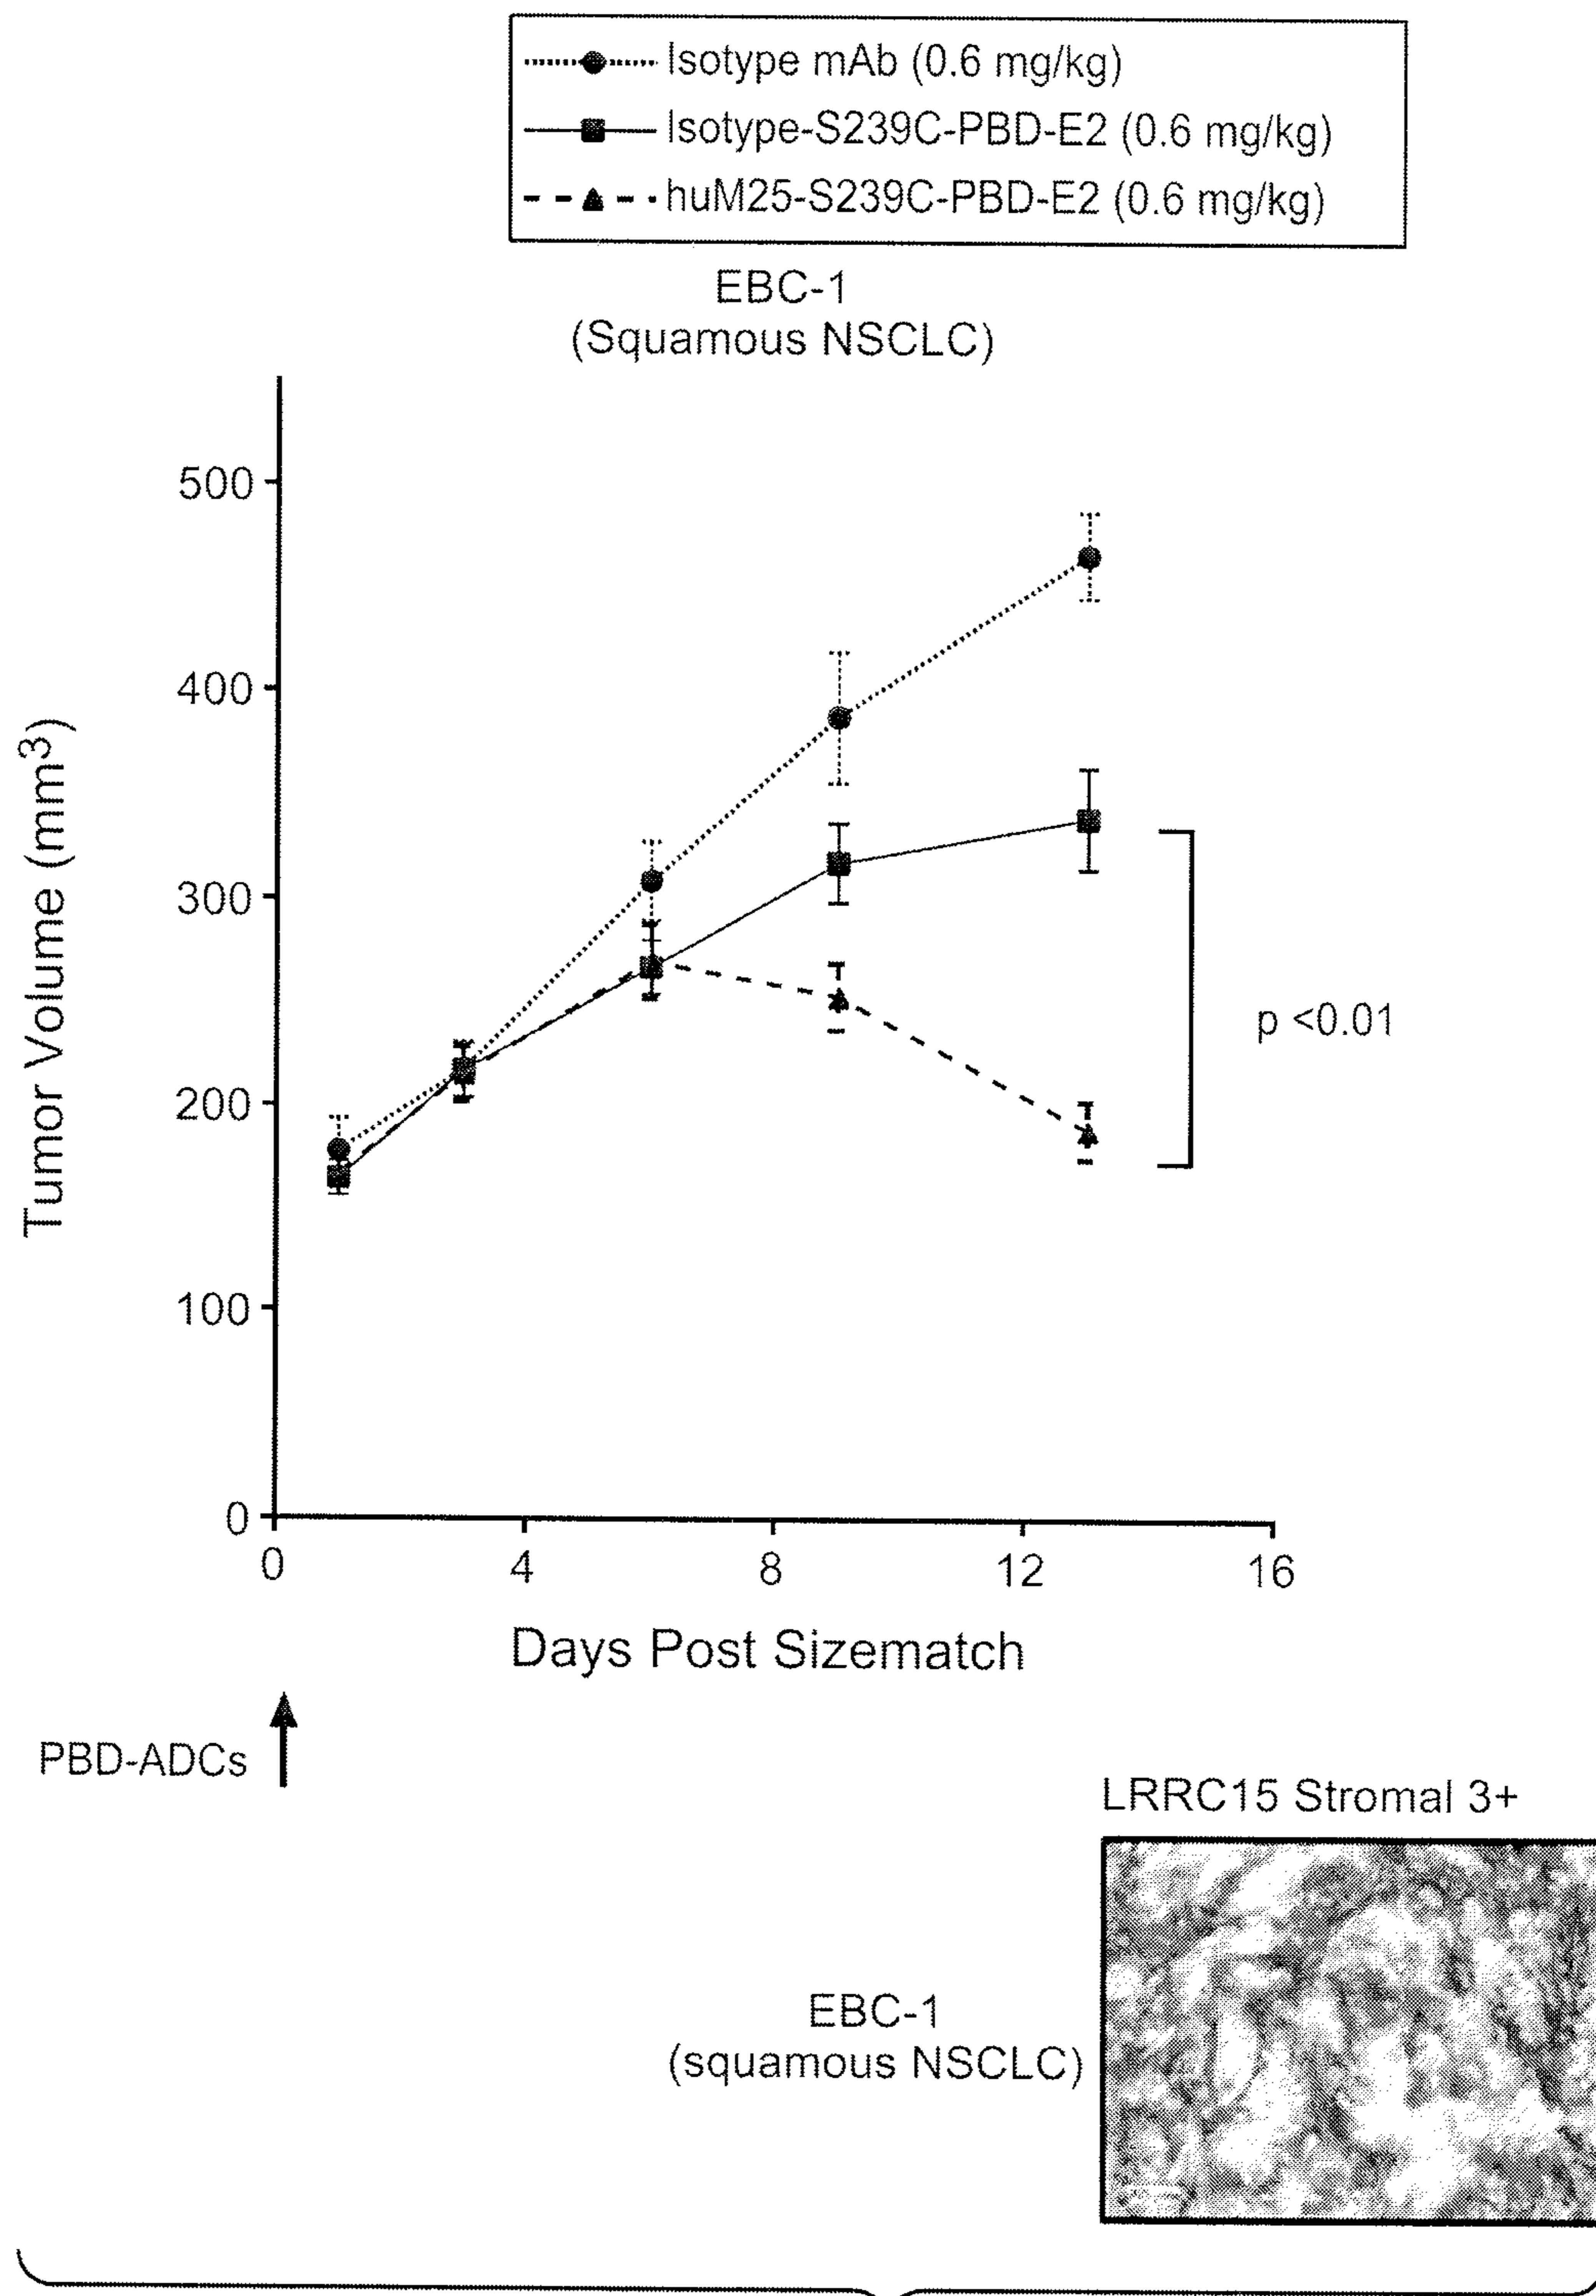 Isotype mAb (0.6 mg/kg)
Isotype-S239C-PBD-E2 (0.6 mg/kg)
huM25-S239C-PBD-E2 (0.6 mg/kg)
EBC-1
(Squamous NSCLC)
Tumor Volume (mm³)
500
400
300
200
100
0
p <0.01
0 4 8 12 16
Days Post Sizematch
PBD-ADCs
LRRC15 Stromal 3+
EBC-1
(squamous NSCLC)